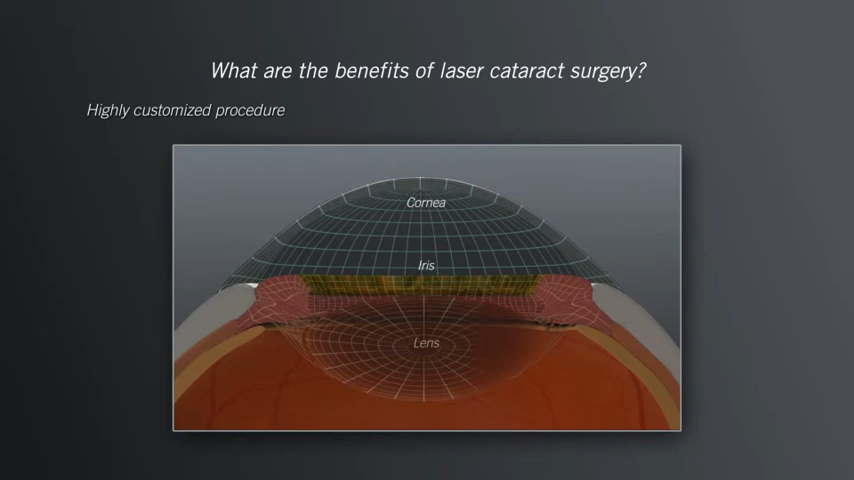 What are the benefits of laser cataract surgery?
Highly customized procedure
Cornea
Iris
Lens